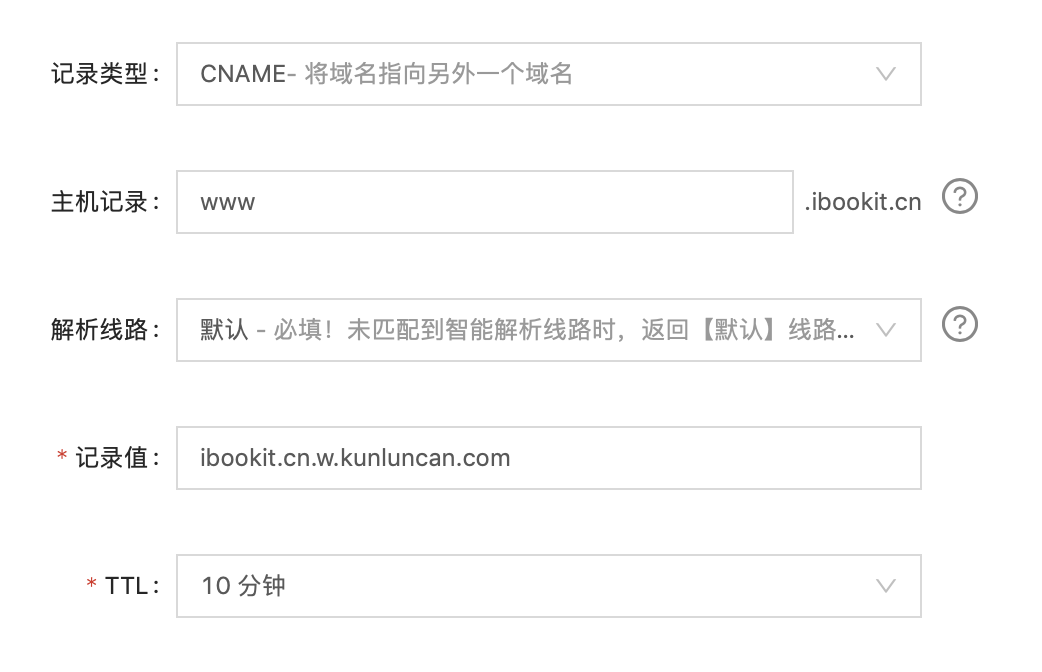 记录类型： CNAME- 将域名指向另外一个域名
主机记录： www .ibookit.cn ?
解析线路： 默认 - 必填！未匹配到智能解析线路时，返回【默认】线路... ?
* 记录值： ibookit.cn.w.kunluncan.com
* TTL： 10 分钟